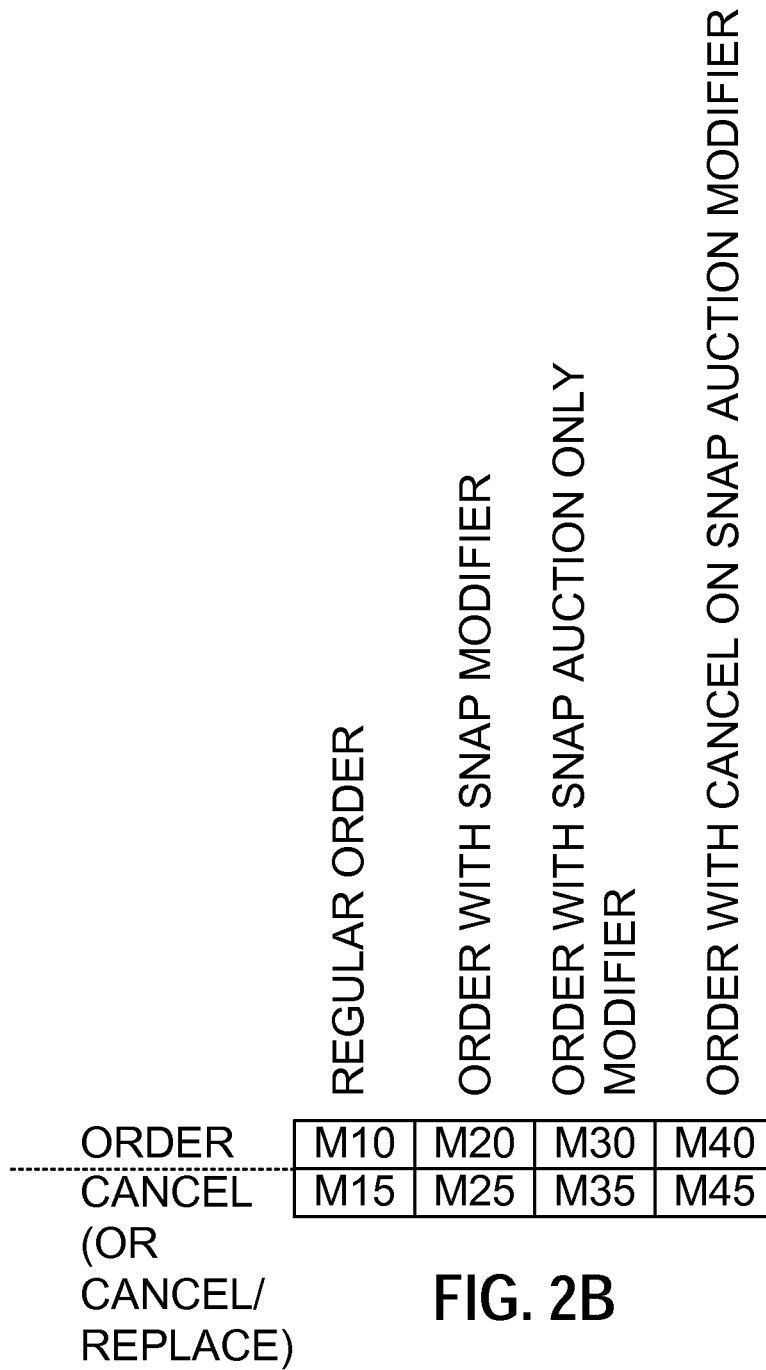 REGULAR ORDER
ORDER WITH SNAP MODIFIER
ORDER WITH SNAP AUCTION ONLY
MODIFIER
ORDER WITH CANCEL ON SNAP AUCTION MODIFIER
ORDER M10 M20 M30 M40
CANCEL M15 M25 M35 M45
(OR
CANCEL/
REPLACE)
FIG. 2B